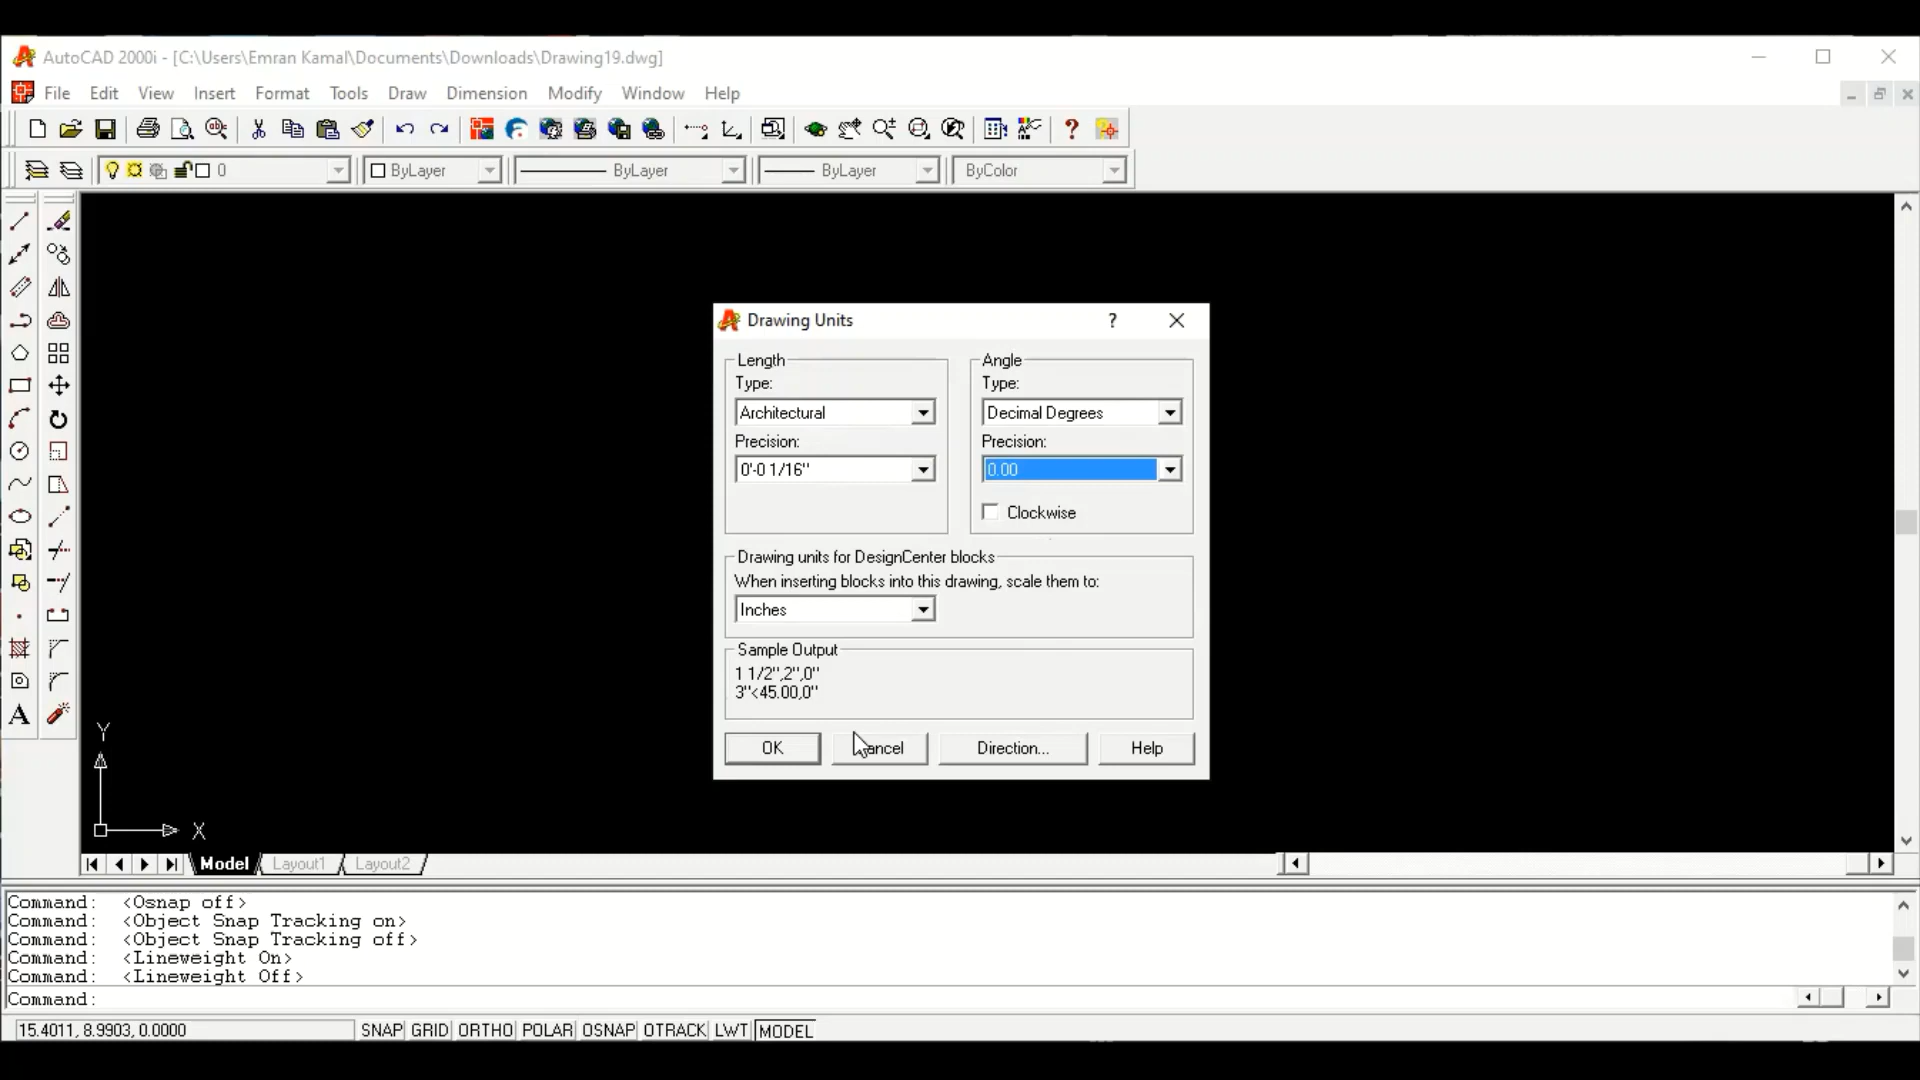 AutoCAD 2000i - [C:\Users\Emran Kamal\Documents\Downloads\Drawing19.dwg]
File Edit View Insert Format Tools Draw Dimension Modify Window Help
0 ByLayer ByLayer ByLayer ByColor
Drawing Units
Length
Type:
Architectural
Precision:
0'-0 1/16"
Angle
Type:
Decimal Degrees
Precision:
0.00
Clockwise
Drawing units for DesignCenter blocks
When inserting blocks into this drawing, scale them to:
Inches
Sample Output
1 1/2",2",0"
3"<45.00,0"
OK Cancel Direction... Help
A
Y
X
Model Layout1 Layout2
Command: <Osnap off>
Command: <Object Snap Tracking on>
Command: <Object Snap Tracking off>
Command: <Lineweight On>
Command: <Lineweight Off>
Command:
15.4011, 8.9903, 0.0000 SNAP GRID ORTHO POLAR OSNAP OTRACK LWT MODEL